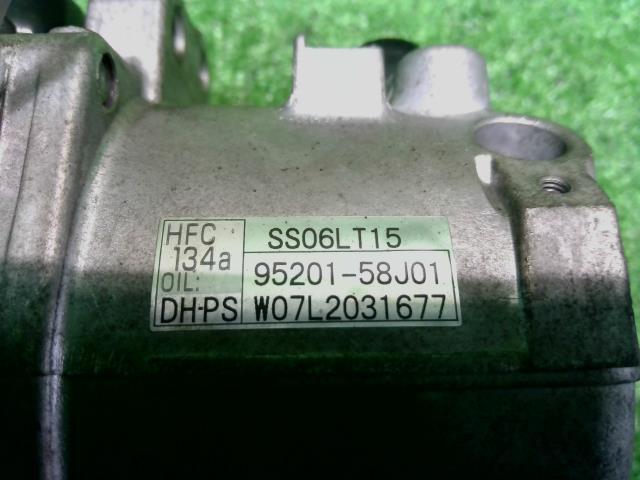 HFC
134a
OIL:
DH-PS
SS06LT15
95201-58J01
W07L2031677